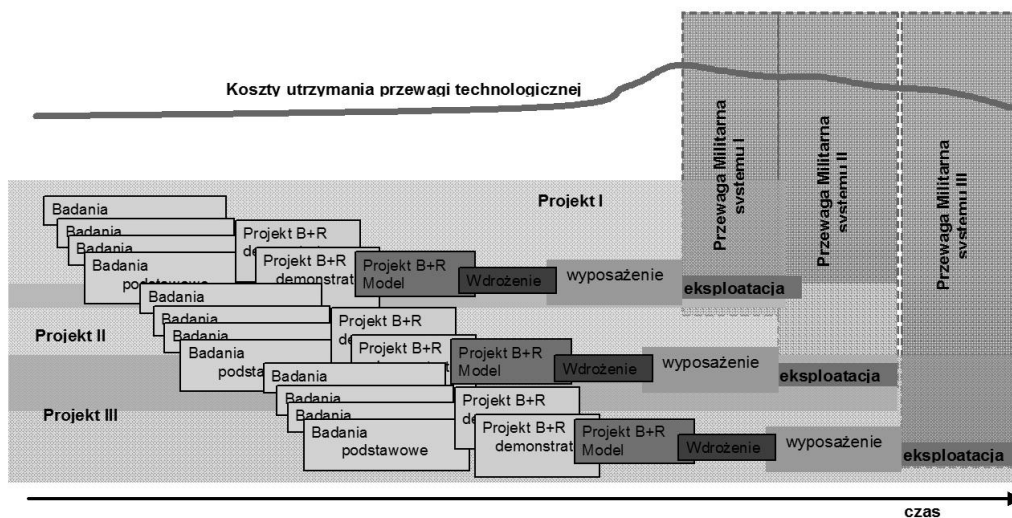 Koszty utrzymania przewagi technologicznej
Przewaga Militarna
systemu I
Przewaga Militarna
systemu II
Przewaga Militarna
systemu III
Projekt I
Badania
Badania
Badania
Badania
podstawowe
Projekt B+R
de
Projekt B+R
demonstrat
Projekt B+R
Model
Wdrożenie
wyposażenie
eksploatacja
Projekt II
Badania
Badania
Badania
Badania
podsta
Projekt B+R
de
Projekt B+R
Projekt B+R
Model
Wdrożenie
wyposażenie
eksploatacja
Projekt III
Badania
Badania
Badania
Badania
podstawowe
Projekt B+R
de
Projekt B+R
demonstrat
Projekt B+R
Model
Wdrożenie
wyposażenie
eksploatacja
czas